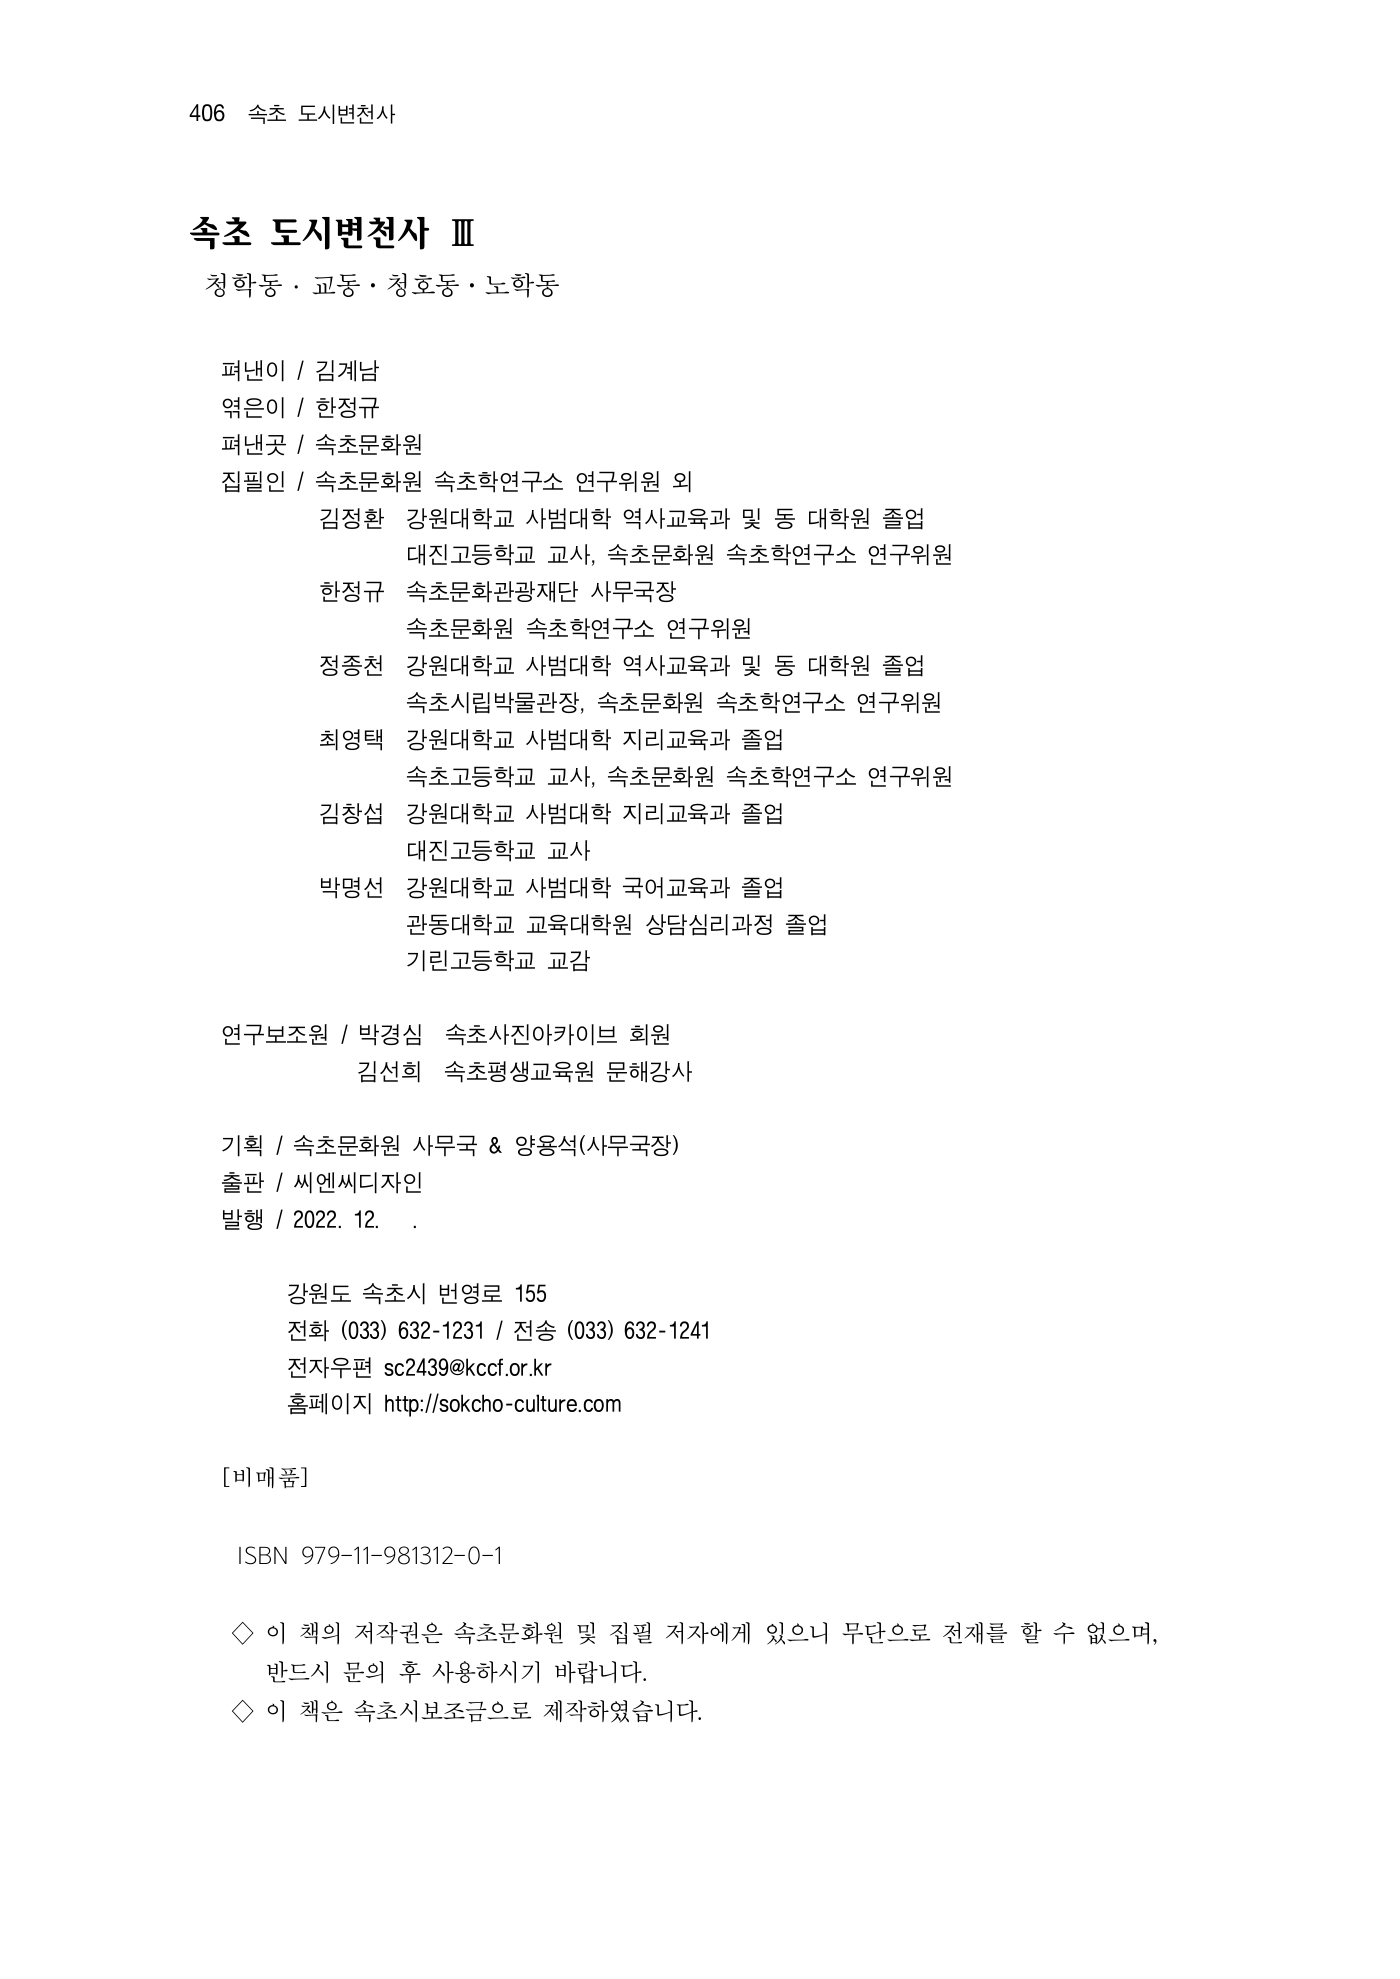 406 속초 도시변천사
속초 도시변천사 Ⅲ
청학동 · 교동 · 청호동 · 노학동
펴낸이 / 김계남
엮은이 / 한정규
펴낸곳 / 속초문화원
집필인 / 속초문화원 속초학연구소 연구위원 외
김정환 강원대학교 사범대학 역사교육과 및 동 대학원 졸업
대진고등학교 교사, 속초문화원 속초학연구소 연구위원
한정규 속초문화관광재단 사무국장
속초문화원 속초학연구소 연구위원
정종천 강원대학교 사범대학 역사교육과 및 동 대학원 졸업
속초시립박물관장, 속초문화원 속초학연구소 연구위원
최영택 강원대학교 사범대학 지리교육과 졸업
속초고등학교 교사, 속초문화원 속초학연구소 연구위원
김창섭 강원대학교 사범대학 지리교육과 졸업
대진고등학교 교사
박명선 강원대학교 사범대학 국어교육과 졸업
관동대학교 교육대학원 상담심리과정 졸업
기린고등학교 교감
연구보조원 / 박경심 속초사진아카이브 회원
김선희 속초평생교육원 문해강사
기획 / 속초문화원 사무국 & 양용석(사무국장)
출판 / 씨엔씨디자인
발행 / 2022. 12. .
강원도 속초시 번영로 155
전화 (033) 632-1231 / 전송 (033) 632-1241
전자우편 sc2439@kccf.or.kr
홈페이지 http://sokcho-culture.com
[비매품]
ISBN 979-11-981312-0-1
◇ 이 책의 저작권은 속초문화원 및 집필 저자에게 있으니 무단으로 전재를 할 수 없으며,
반드시 문의 후 사용하시기 바랍니다.
◇ 이 책은 속초시보조금으로 제작하였습니다.